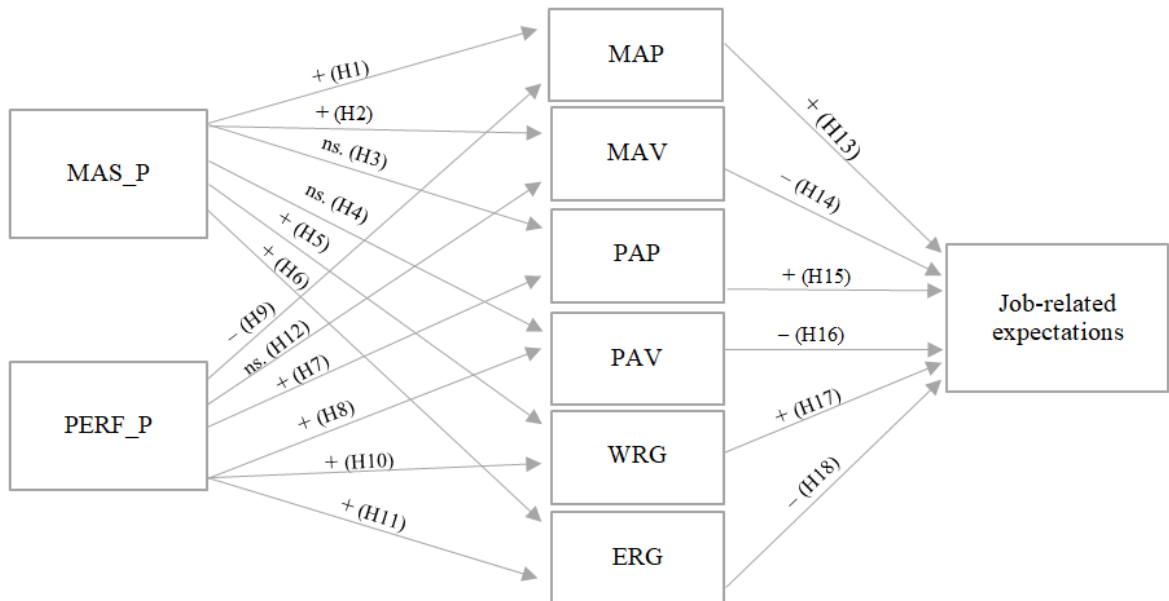 MAP
+ (H1)
+ (H2)
ns. (H3)
MAS_P
ns. (H4)
+ (H5)
+ (H6)
MAV
PAP
– (H9)
ns. (H12)
+ (H7)
PERF_P
+ (H8)
+ (H10)
+ (H11)
PAV
WRG
ERG
+ (H13)
– (H14)
+ (H15)
– (H16)
+ (H17)
– (H18)
Job-related
expectations